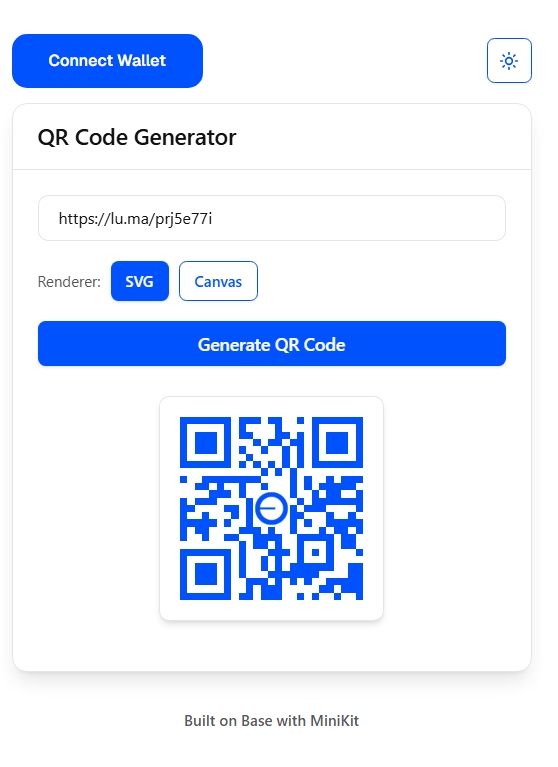 Connect Wallet
QR Code Generator
https://lu.ma/prj5e77i
Renderer: SVG Canvas
Generate QR Code
Built on Base with MiniKit